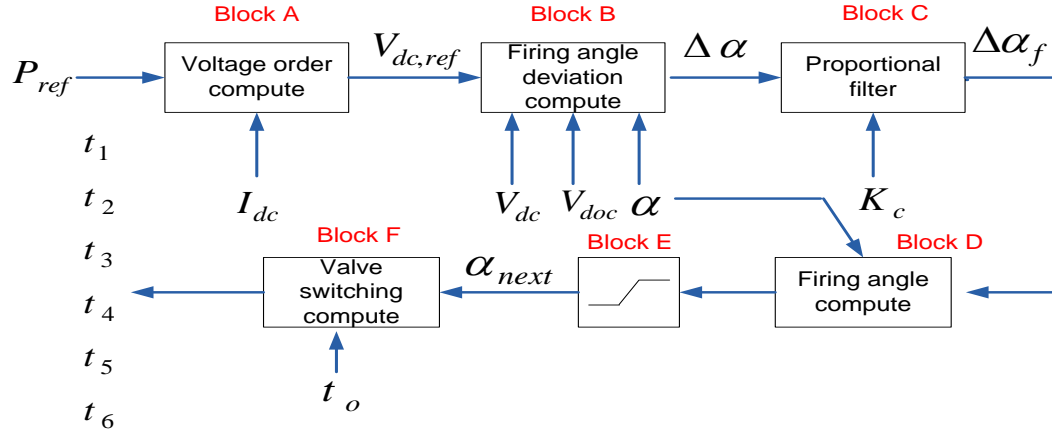 Block A
Block B
Block C
P_ref
Voltage order
compute
V_dc,ref
Firing angle
deviation
compute
Δα
Proportional
filter
Δα_f
I_dc
V_dc
V_doc
α
K_c
t_1
t_2
t_3
t_4
t_5
t_6
Block F
Block E
Block D
Valve
switching
compute
α_next
Firing angle
compute
t_o